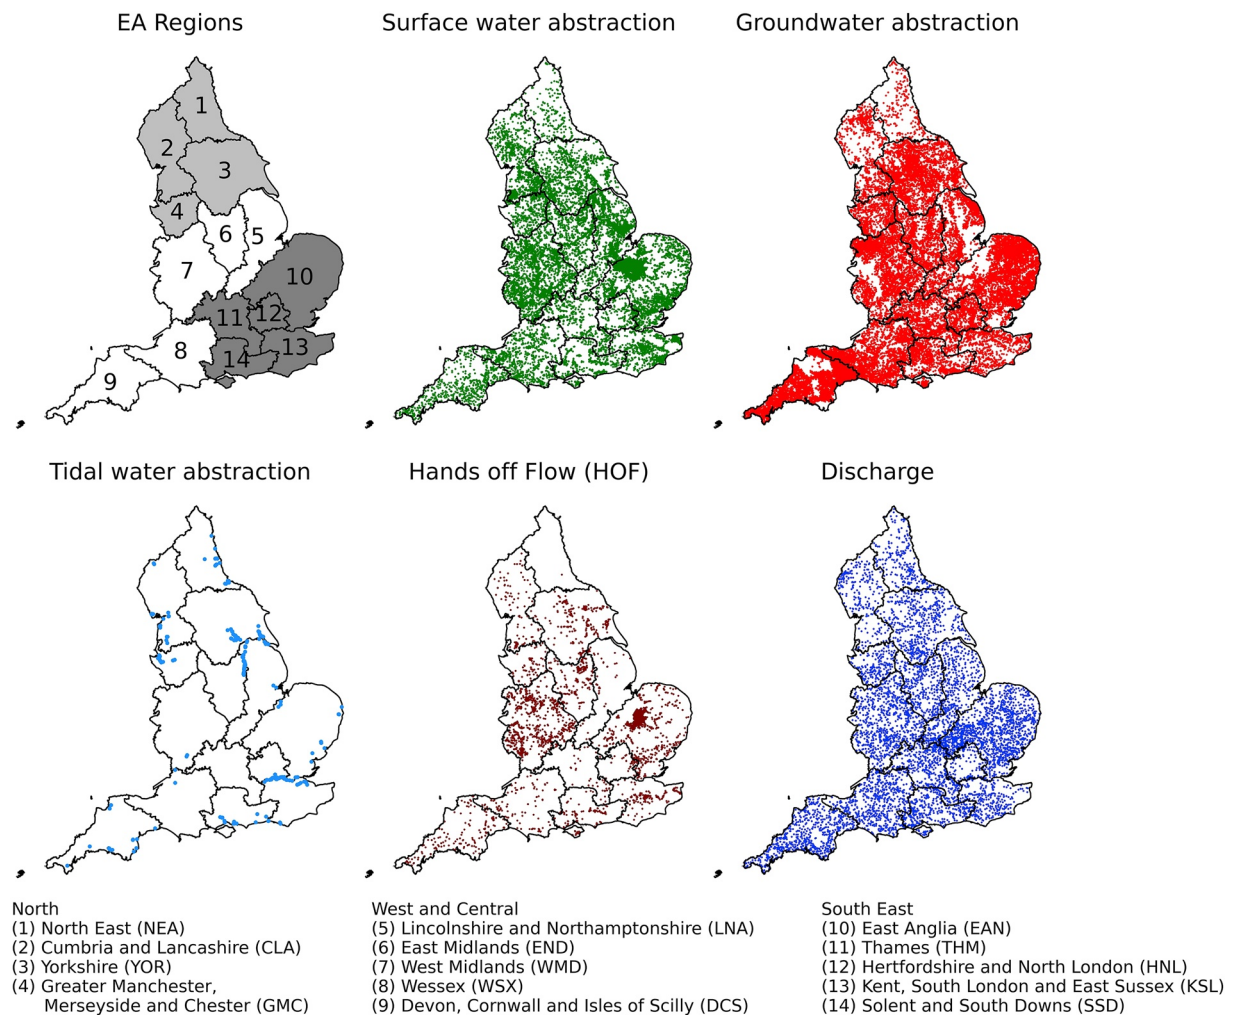 EA Regions
Surface water abstraction
Groundwater abstraction
1
2
3
4
6
5
7
10
11
12
8
14
13
9
Tidal water abstraction
Hands off Flow (HOF)
Discharge
North
(1) North East (NEA)
(2) Cumbria and Lancashire (CLA)
(3) Yorkshire (YOR)
(4) Greater Manchester,
Merseyside and Chester (GMC)
West and Central
(5) Lincolnshire and Northamptonshire (LNA)
(6) East Midlands (END)
(7) West Midlands (WMD)
(8) Wessex (WSX)
(9) Devon, Cornwall and Isles of Scilly (DCS)
South East
(10) East Anglia (EAN)
(11) Thames (THM)
(12) Hertfordshire and North London (HNL)
(13) Kent, South London and East Sussex (KSL)
(14) Solent and South Downs (SSD)